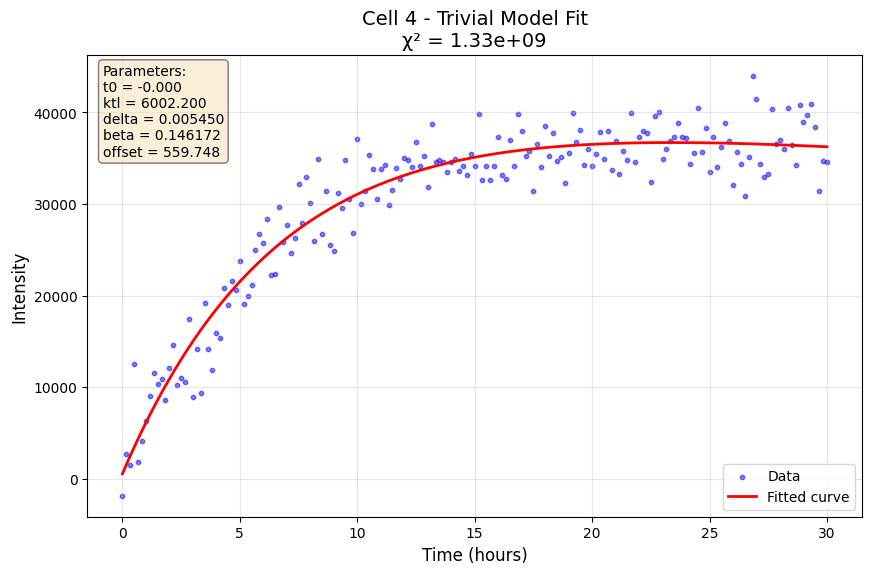 Cell 4 - Trivial Model Fit
χ² = 1.33e+09
Parameters:
t0 = -0.000
ktl = 6002.200
delta = 0.005450
beta = 0.146172
offset = 559.748
40000
30000
20000
10000
0
Intensity
0 5 10 15 20 25 30
Time (hours)
Data
Fitted curve